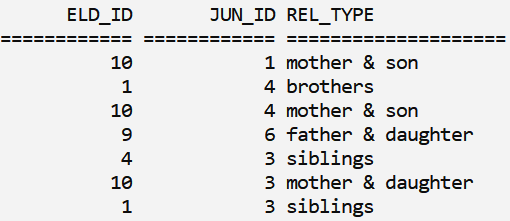 ELD_ID JUN_ID REL_TYPE
============ ============ ====================
10 1 mother & son
1 4 brothers
10 4 mother & son
9 6 father & daughter
4 3 siblings
10 3 mother & daughter
1 3 siblings